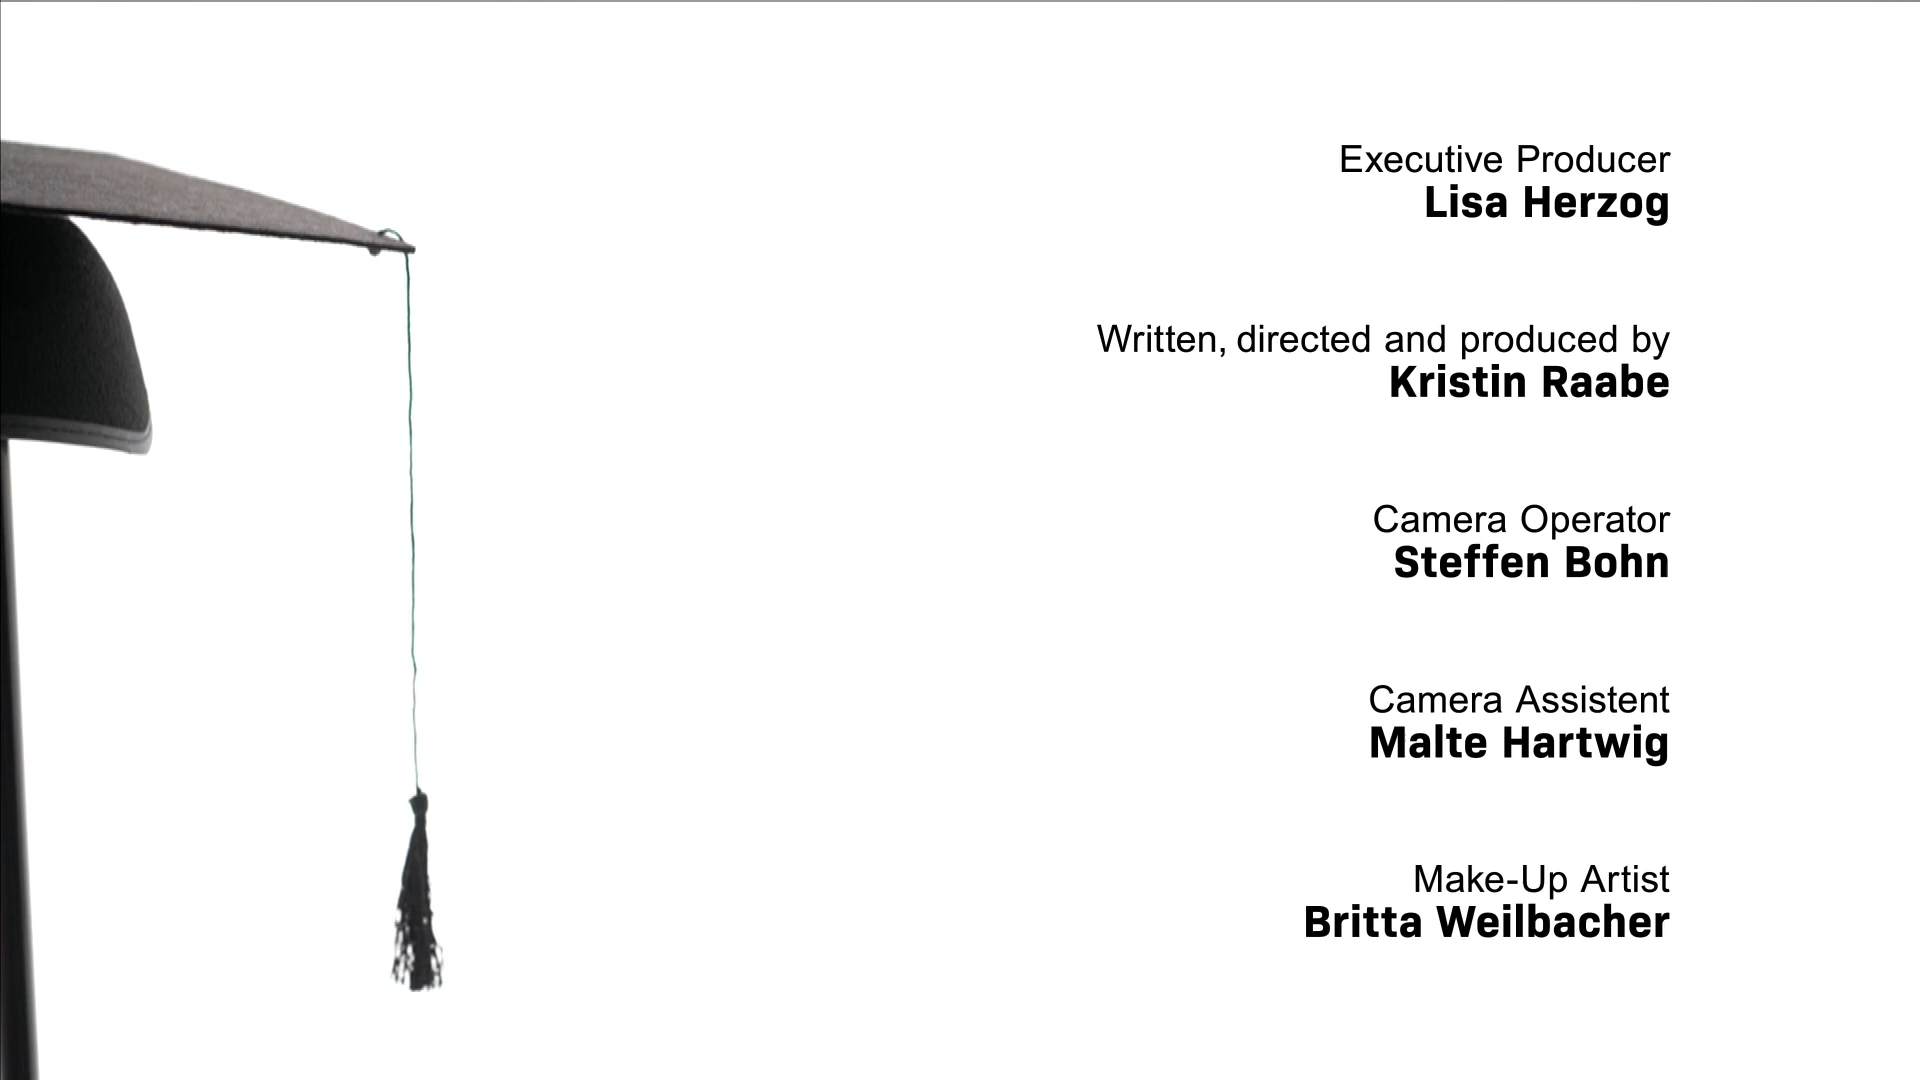 Executive Producer
Lisa Herzog
Written, directed and produced by
Kristin Raabe
Camera Operator
Steffen Bohn
Camera Assistent
Malte Hartwig
Make-Up Artist
Britta Weilbacher